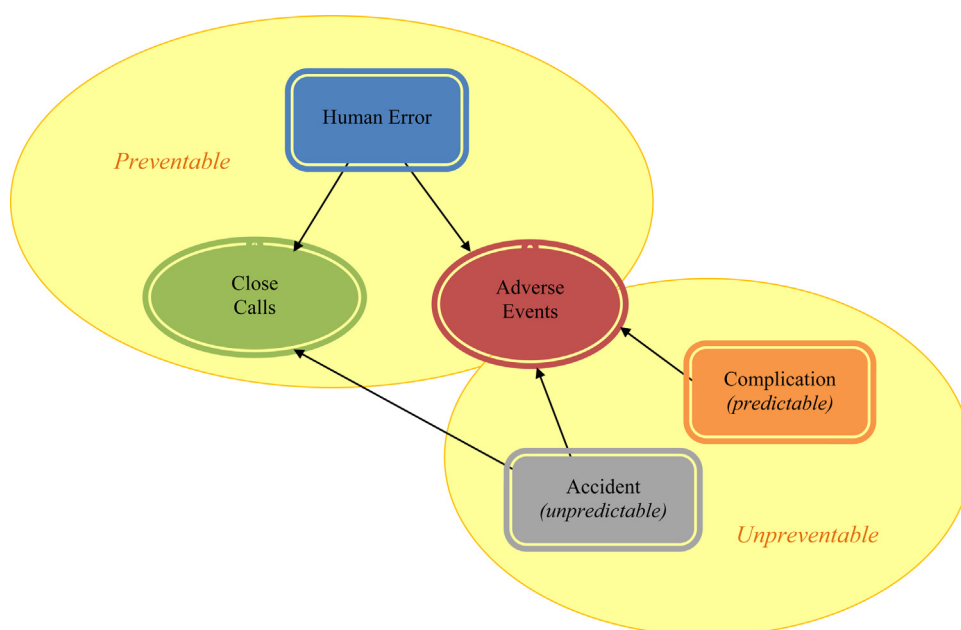 Human Error
Preventable
Close
Calls
Adverse
Events
Complication
(predictable)
Accident
(unpredictable)
Unpreventable